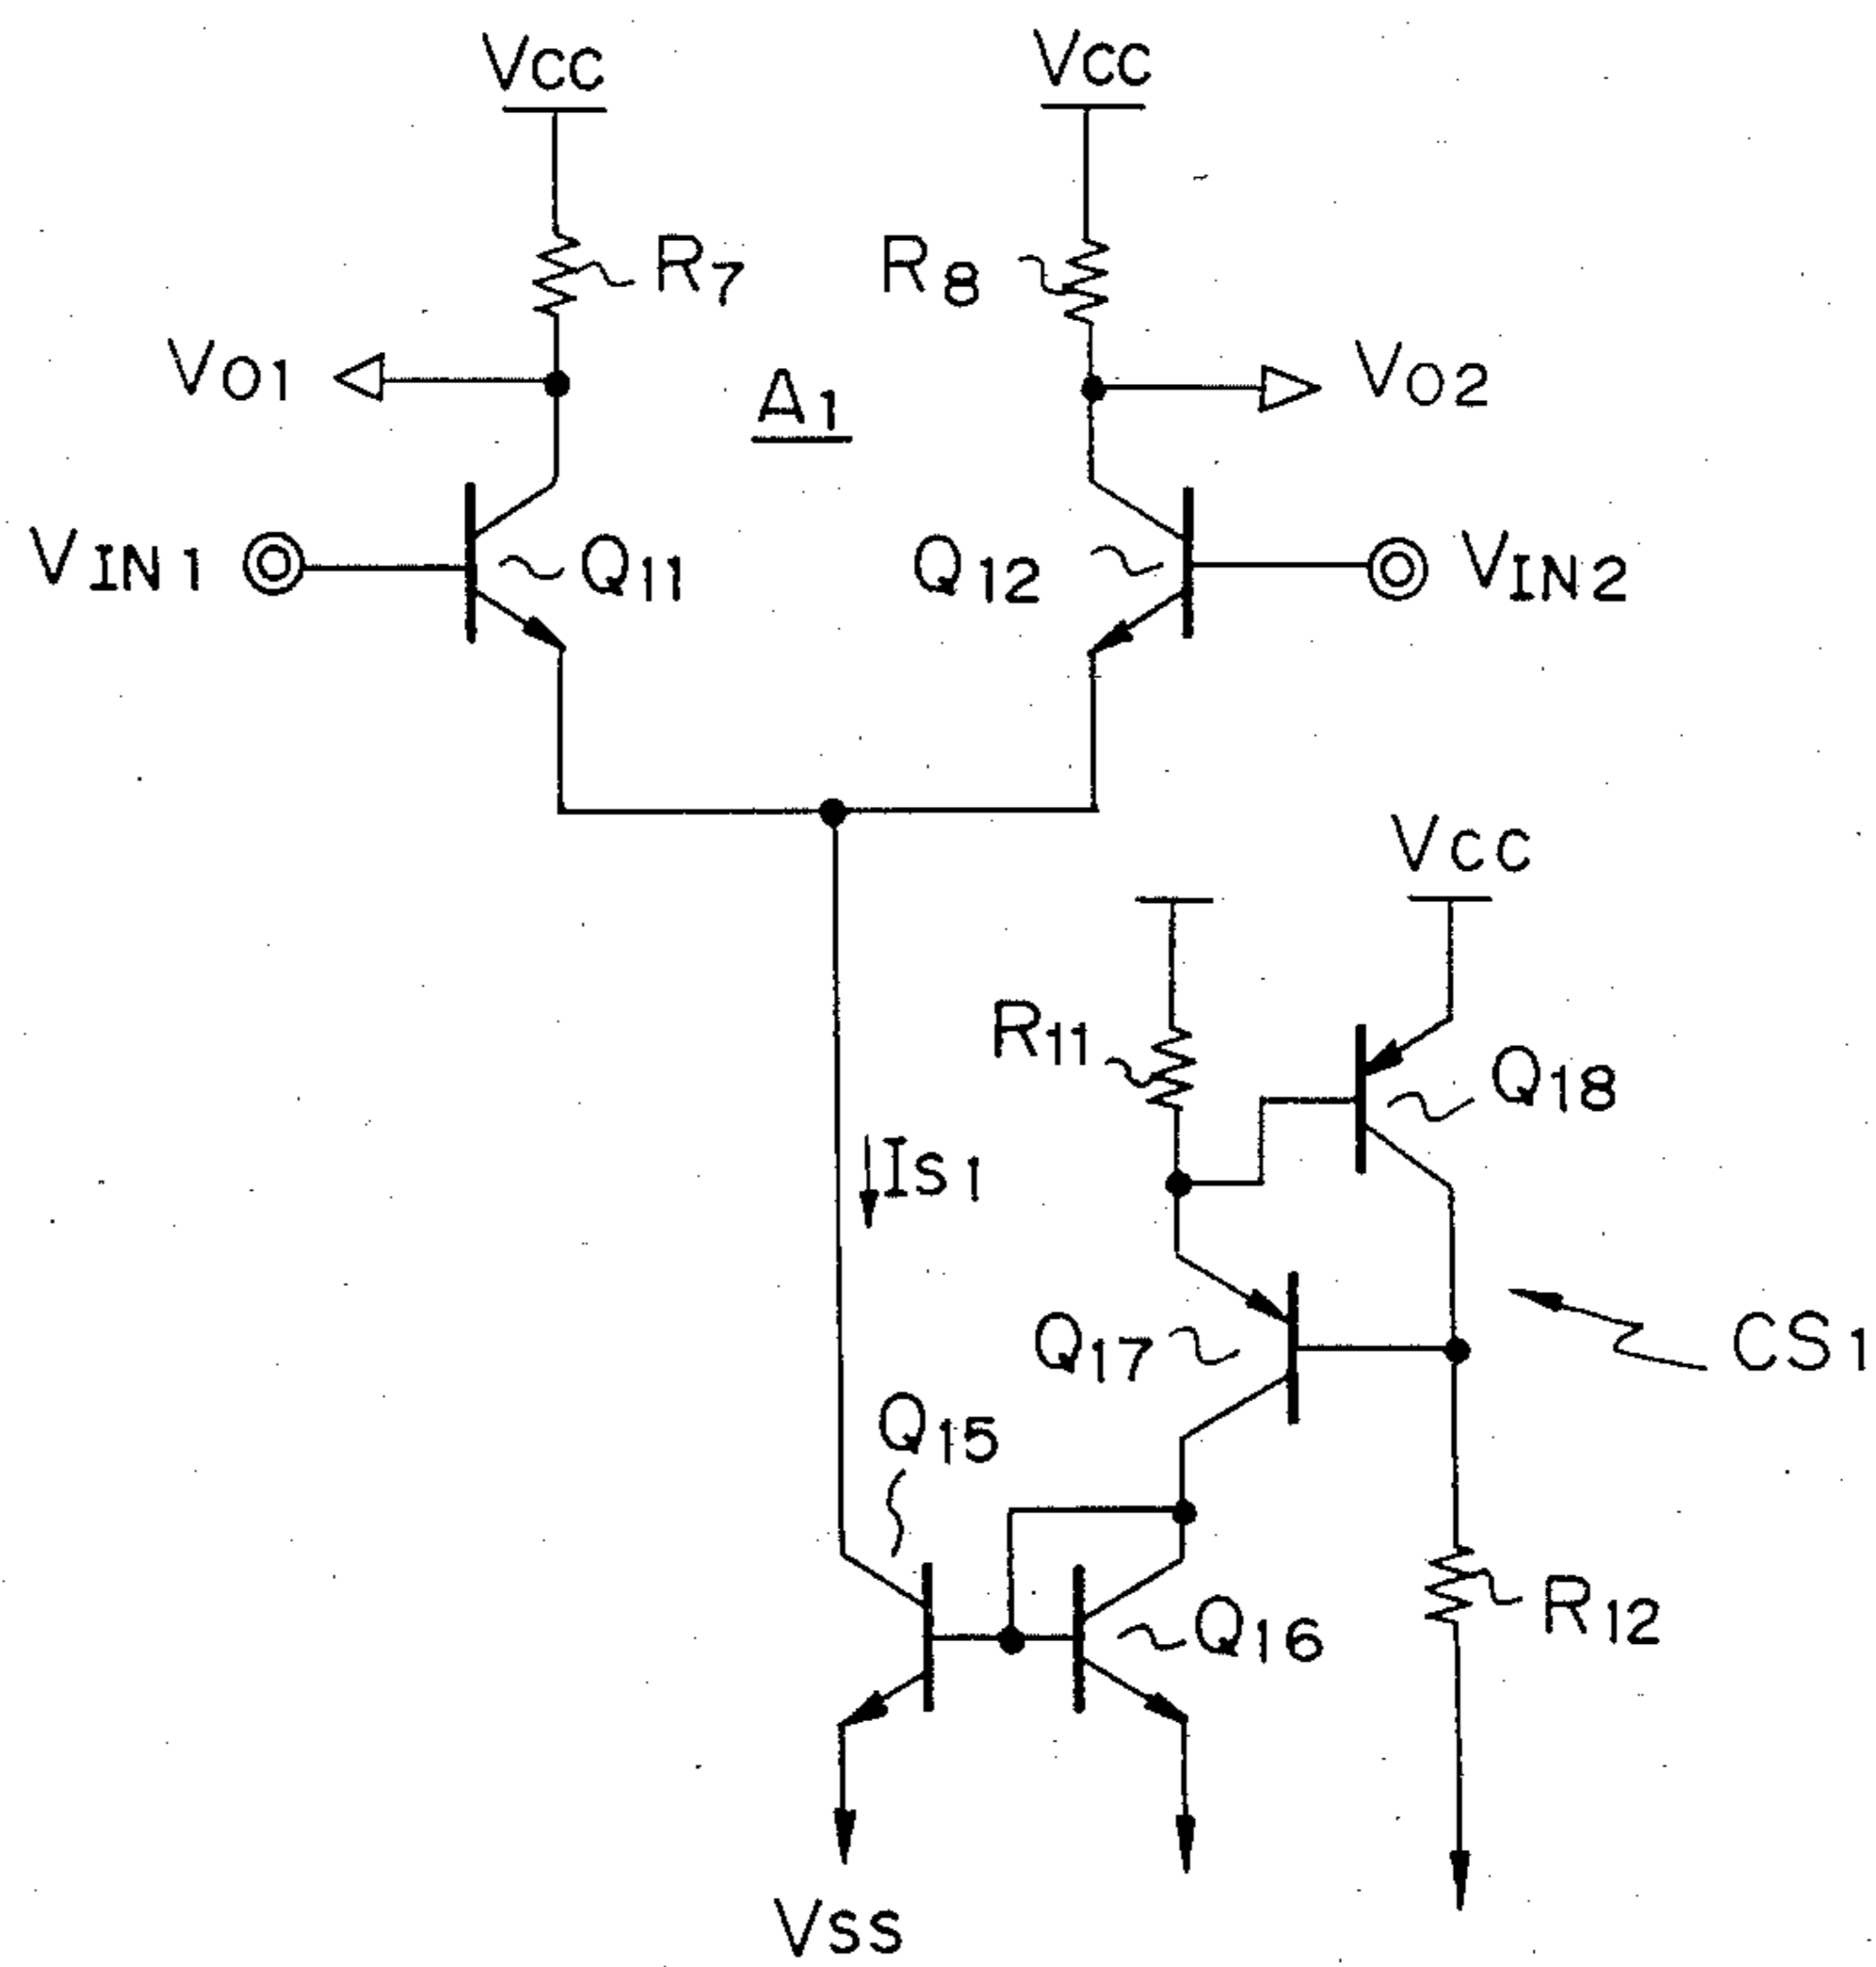 Vcc
Vcc
R7
R8
VO1
A1
VO2
VIN1
Q11
Q12
VIN2
Vcc
R11
Q18
IS1
Q17
CS1
Q15
R12
Q16
Vss